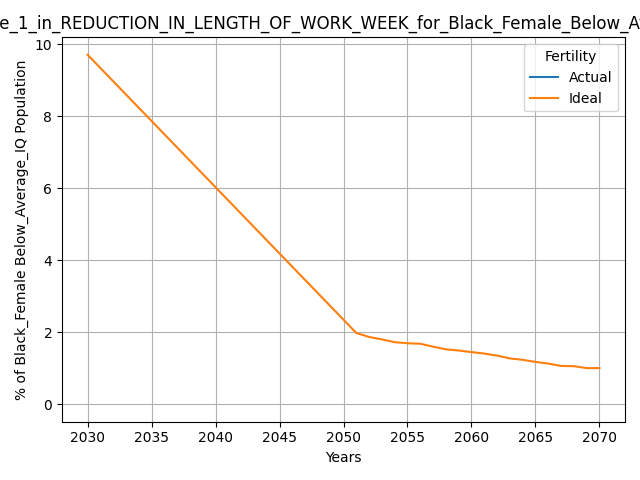 e_1_in_REDUCTION_IN_LENGTH_OF_WORK_WEEK_for_Black_Female_Below_A
Fertility
Actual
Ideal
% of Black_Female Below_Average_IQ Population
10
8
6
4
2
0
2030 2035 2040 2045 2050 2055 2060 2065 2070
Years